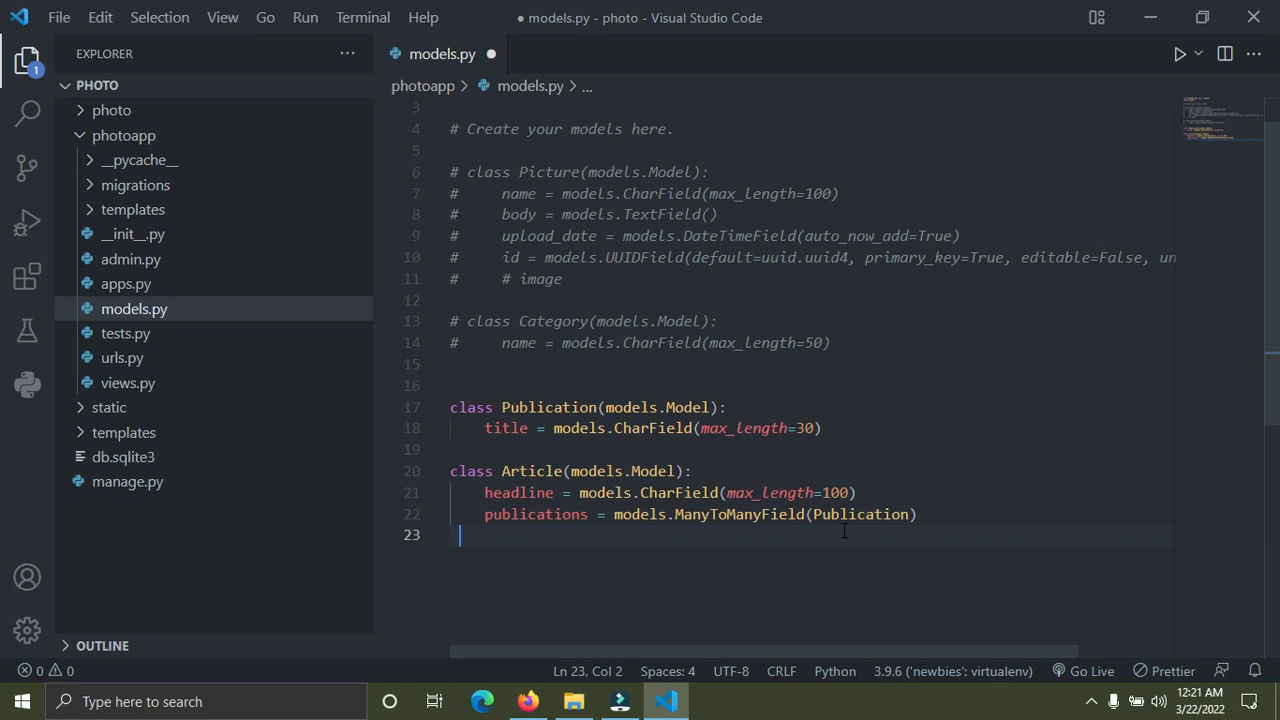 File Edit Selection View Go Run Terminal Help
● models.py - photo - Visual Studio Code
EXPLORER
models.py
1
PHOTO
photoapp > models.py > ...
photo
photoapp
__pycache__
migrations
templates
__init__.py
admin.py
apps.py
models.py
tests.py
urls.py
views.py
static
templates
db.sqlite3
manage.py
OUTLINE
3
4 # Create your models here.
5
6 # class Picture(models.Model):
7 #     name = models.CharField(max_length=100)
8 #     body = models.TextField()
9 #     upload_date = models.DateTimeField(auto_now_add=True)
10 #     id = models.UUIDField(default=uuid.uuid4, primary_key=True, editable=False, un
11 #     # image
12
13 # class Category(models.Model):
14 #     name = models.CharField(max_length=50)
15
16
17 class Publication(models.Model):
18     title = models.CharField(max_length=30)
19
20 class Article(models.Model):
21     headline = models.CharField(max_length=100)
22     publications = models.ManyToManyField(Publication)
23
0 0 Ln 23, Col 2 Spaces: 4 UTF-8 CRLF Python 3.9.6 ('newbies': virtualenv) Go Live Prettier
Type here to search
12:21 AM
3/22/2022